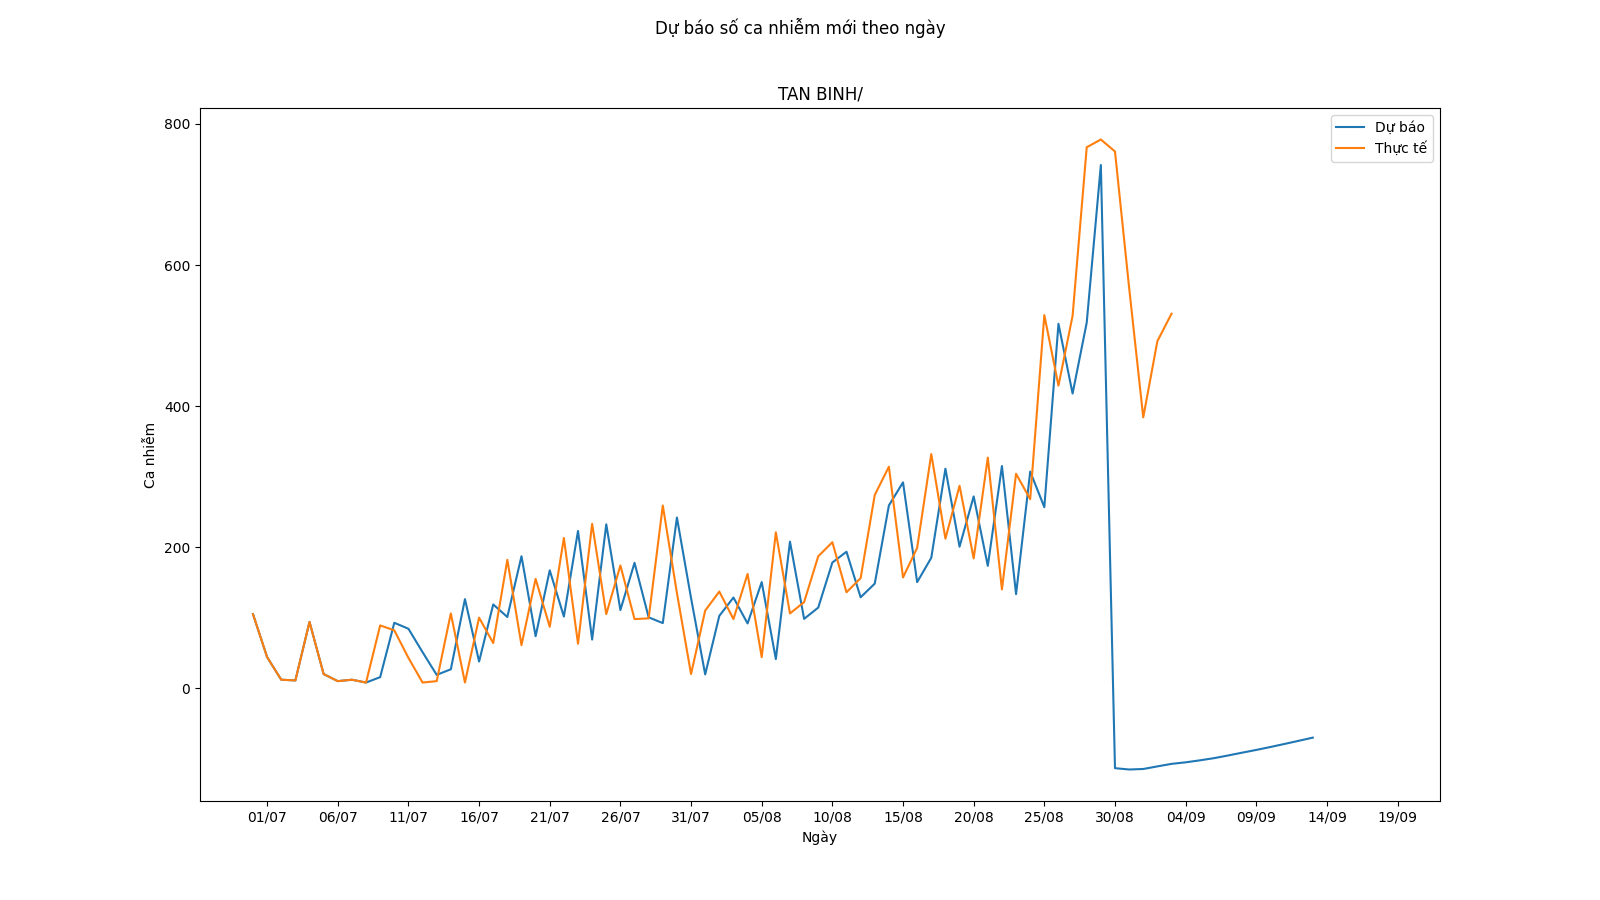 Dự báo số ca nhiễm mới theo ngày
TAN BINH/
Dự báo
Thực tế
800
600
400
200
0
Ca nhiễm
01/07 06/07 11/07 16/07 21/07 26/07 31/07 05/08 10/08 15/08 20/08 25/08 30/08 04/09 09/09 14/09 19/09
Ngày